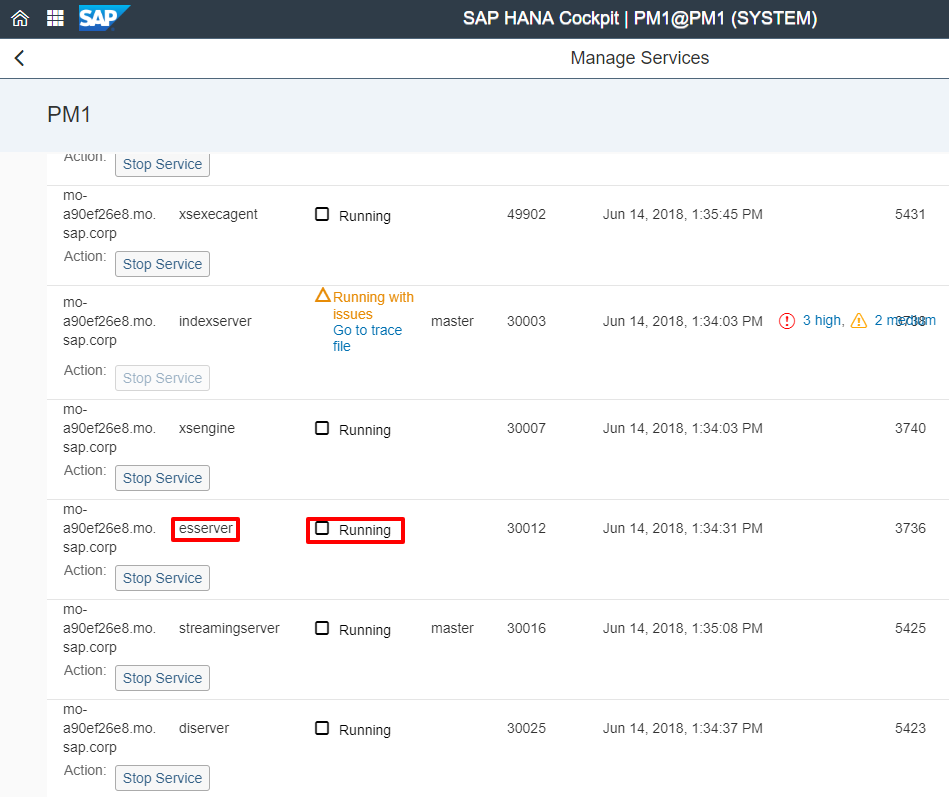 SAP SAP HANA Cockpit | PM1@PM1 (SYSTEM)
Manage Services
PM1
Action: Stop Service
mo-
a90ef26e8.mo. xsexecagent Running 49902 Jun 14, 2018, 1:35:45 PM 5431
sap.corp
Action: Stop Service
mo- Running with
a90ef26e8.mo. indexserver issues master 30003 Jun 14, 2018, 1:34:03 PM 3 high, 2 medium 3738
sap.corp Go to trace
file
Action: Stop Service
mo-
a90ef26e8.mo. xsengine Running 30007 Jun 14, 2018, 1:34:03 PM 3740
sap.corp
Action: Stop Service
mo-
a90ef26e8.mo. esserver Running 30012 Jun 14, 2018, 1:34:31 PM 3736
sap.corp
Action: Stop Service
mo-
a90ef26e8.mo. streamingserver Running master 30016 Jun 14, 2018, 1:35:08 PM 5425
sap.corp
Action: Stop Service
mo-
a90ef26e8.mo. diserver Running 30025 Jun 14, 2018, 1:34:37 PM 5423
sap.corp
Action: Stop Service